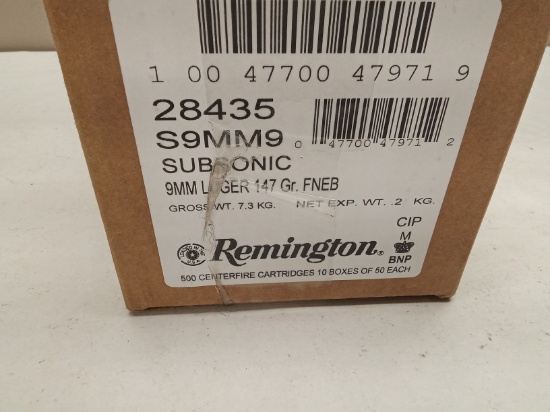 1 00 47700 47971 9
28435
S9MM9
0 47700 47971 2
SUBSONIC
9MM LUGER 147 Gr. FNEB
GROSS WT. 7.3 KG. NET EXP. WT. .2 KG.
CIP
M
BNP
Remington®
500 CENTERFIRE CARTRIDGES 10 BOXES OF 50 EACH